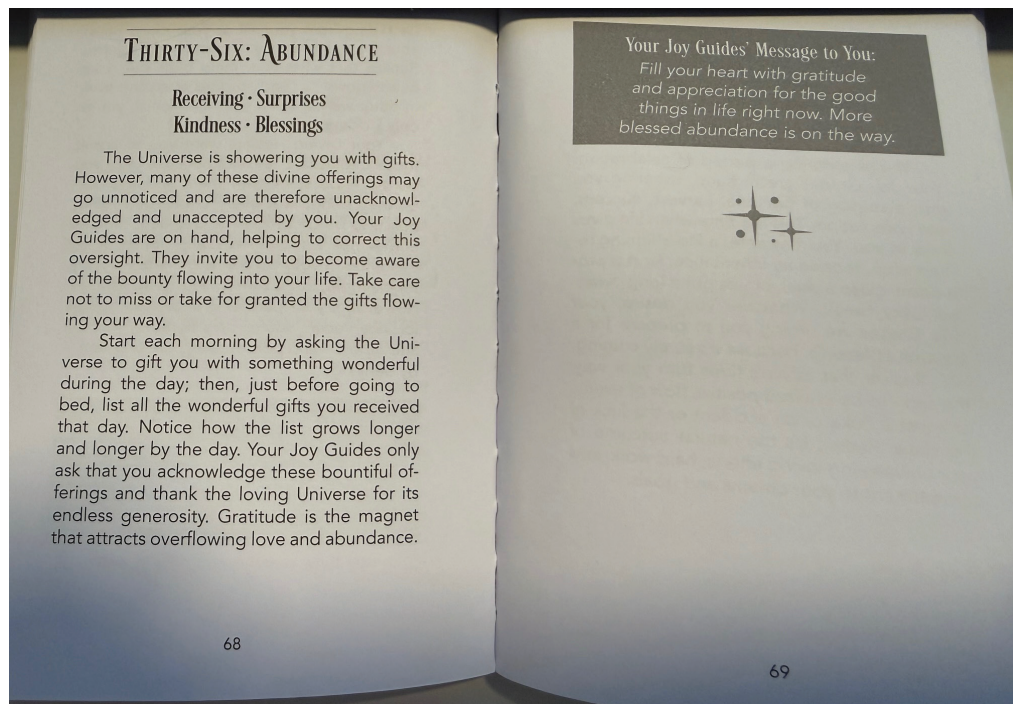 THIRTY-SIX: ABUNDANCE
Receiving • Surprises
Kindness • Blessings
The Universe is showering you with gifts.
However, many of these divine offerings may
go unnoticed and are therefore unacknowl-
edged and unaccepted by you. Your Joy
Guides are on hand, helping to correct this
oversight. They invite you to become aware
of the bounty flowing into your life. Take care
not to miss or take for granted the gifts flow-
ing your way.
Start each morning by asking the Uni-
verse to gift you with something wonderful
during the day; then, just before going to
bed, list all the wonderful gifts you received
that day. Notice how the list grows longer
and longer by the day. Your Joy Guides only
ask that you acknowledge these bountiful of-
ferings and thank the loving Universe for its
endless generosity. Gratitude is the magnet
that attracts overflowing love and abundance.
68
Your Joy Guides' Message to You:
Fill your heart with gratitude
and appreciation for the good
things in life right now. More
blessed abundance is on the way.
69